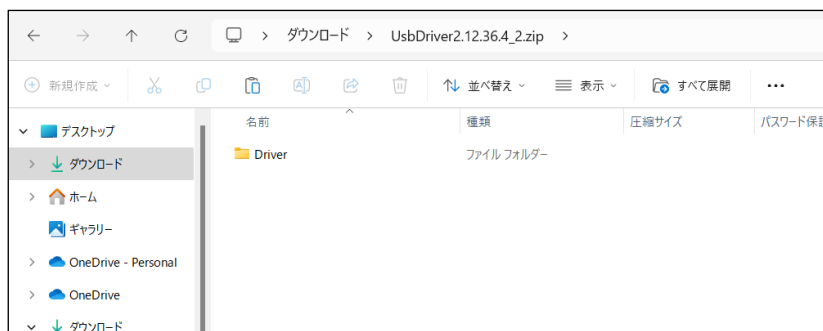 ダウンロード > UsbDriver2.12.36.4_2.zip >
新規作成 並べ替え 表示 すべて展開
名前 種類 圧縮サイズ パスワード保護
デスクトップ
Driver ファイル フォルダー
ダウンロード
ホーム
ギャラリー
OneDrive - Personal
OneDrive
ダウンロード